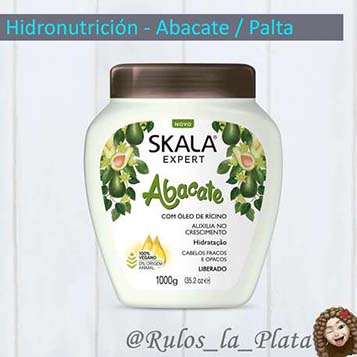 Hidronutrición - Abacate / Palta
NOVO
SKALA
EXPERT
Abacate
COM ÓLEO DE RÍCINO
AUXILIA NO
CRESCIMENTO
Hidratação
CABELOS FRACOS
E OPACOS
LIBERADO
100%
VEGANO
0% ORIGEM
ANIMAL
1000g (35.2 oz℮)
@Rulos_la_Plata